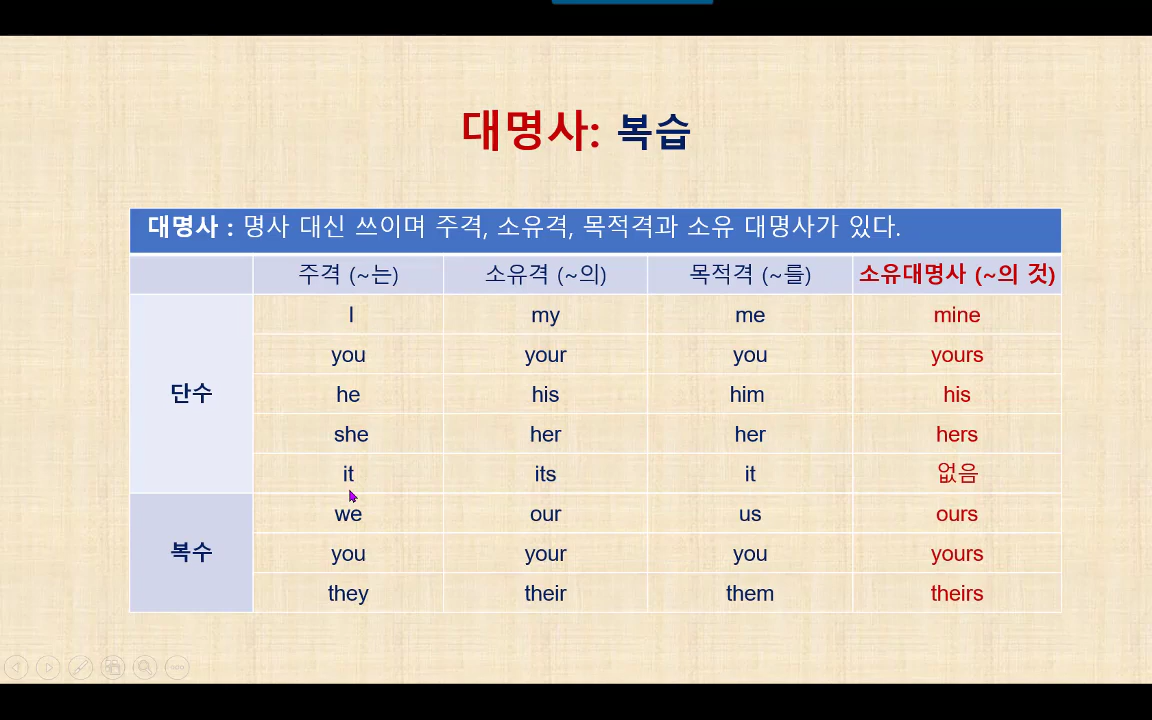 대명사: 복습
대명사 : 명사 대신 쓰이며 주격, 소유격, 목적격과 소유 대명사가 있다.
주격 (~는) 소유격 (~의) 목적격 (~를) 소유대명사 (~의 것)
단수
I my me mine
you your you yours
he his him his
she her her hers
it its it 없음
복수
we our us ours
you your you yours
they their them theirs